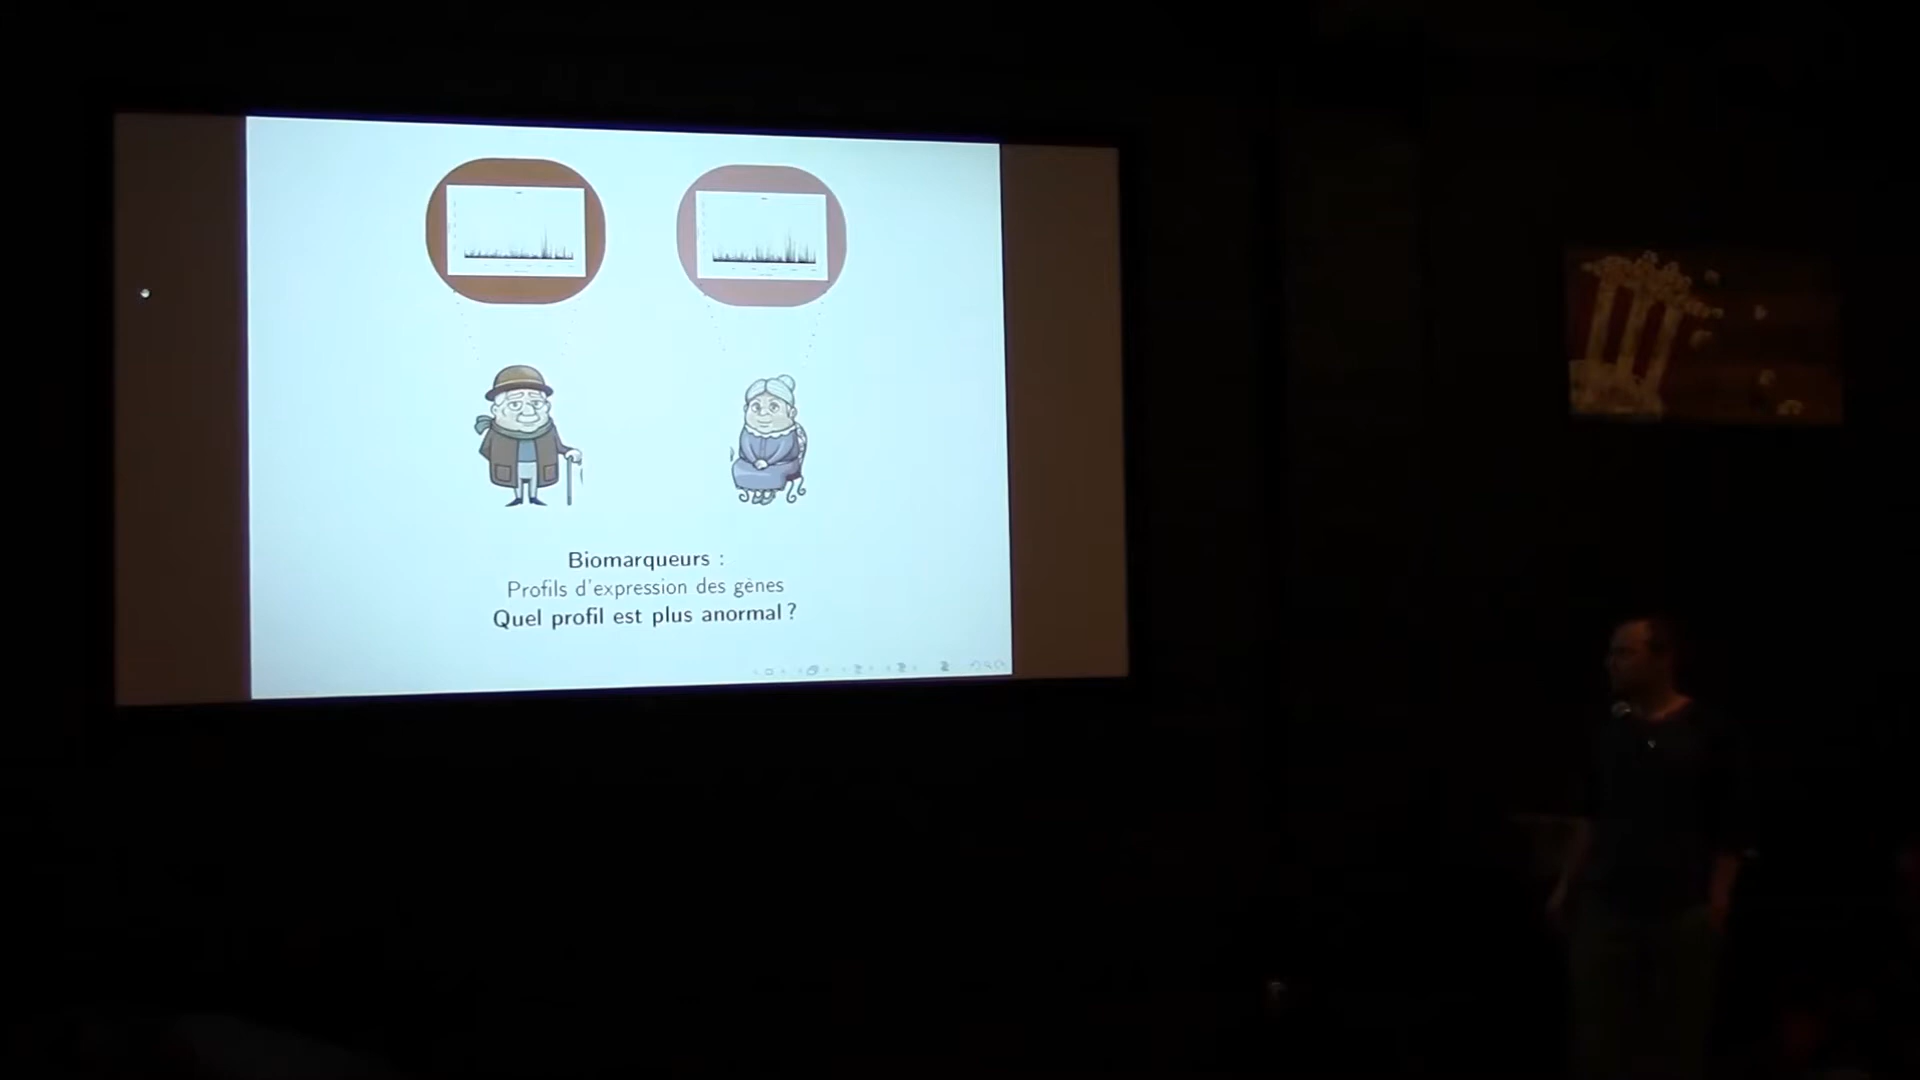 Biomarqueurs :
Profils d'expression des gènes
Quel profil est plus anormal ?